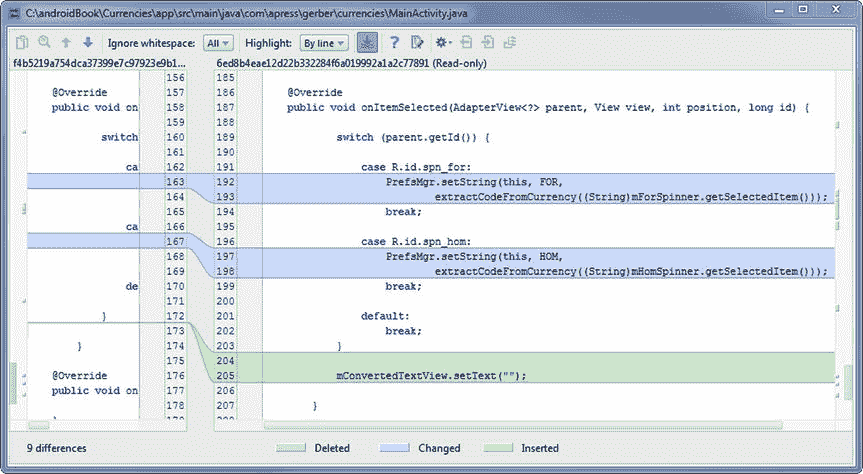 C:\androidBook\Currencies\app\src\main\java\com\apress\gerber\currencies\MainActivity.java
Ignore whitespace: All Highlight: By line
f4b5219a754dca37399e7c97923e9b1...
6ed8b4eae12d22b332284f6a019992a1a2c77891 (Read-only)
156
@Override 157
public void on 158
159
switch 160
161
ca 162
163
164
165
ca 166
167
168
169
de 170
171
} 172
173
} 174
175
@Override 176
public void on 177
178
185
186 @Override
187 public void onItemSelected(AdapterView<?> parent, View view, int position, long id) {
188
189 switch (parent.getId()) {
190
191 case R.id.spn_for:
192 PrefsMgr.setString(this, FOR,
193 extractCodeFromCurrency((String)mForSpinner.getSelectedItem()));
194 break;
195
196 case R.id.spn_hom:
197 PrefsMgr.setString(this, HOM,
198 extractCodeFromCurrency((String)mHomSpinner.getSelectedItem()));
199 break;
200
201 default:
202 break;
203 }
204
205 mConvertedTextView.setText("");
206
207 }
9 differences Deleted Changed Inserted